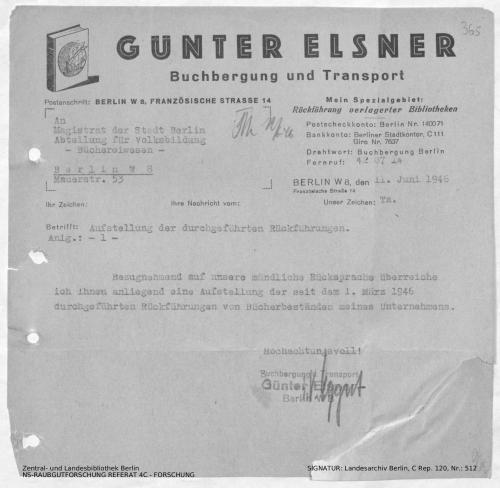 365
GÜNTER ELSNER
Buchbergung und Transport
Postanschrift: BERLIN W 8, FRANZÖSISCHE STRASSE 14
Mein Spezialgebiet:
Rückführung verlagerter Bibliotheken
Postscheckkonto: Berlin Nr. 140071
Bankkonto: Berliner Stadtkontor, C 111
Giro Nr. 7637
Drahtwort: Buchbergung Berlin
Fernruf: 42 07 14
An
Magistrat der Stadt Berlin
Abteilung für Volksbildung
- Büchereiwesen -
Berlin W 8
Mauerstr. 53
BERLIN W 8, den 11. Juni 1946
Französische Straße 14
Ihr Zeichen:
Ihre Nachricht vom:
Unser Zeichen:
Betrifft: Aufstellung der durchgeführten Rückführungen.
Anlg.: - 1 -
Bezugnehmend auf unsere mündliche Rücksprache überreiche
ich Ihnen anliegend eine Aufstellung der seit dem 1. März 1946
durchgeführten Rückführungen von Bücherbeständen meines Unternehmens.
Hochachtungsvoll!
Buchbergung u. Transport
Günter
Berlin W 8
Zentral- und Landesbibliothek Berlin
NS-RAUBGUTFORSCHUNG REFERAT 4C - FORSCHUNG
SIGNATUR: Landesarchiv Berlin, C Rep. 120, Nr.: 512